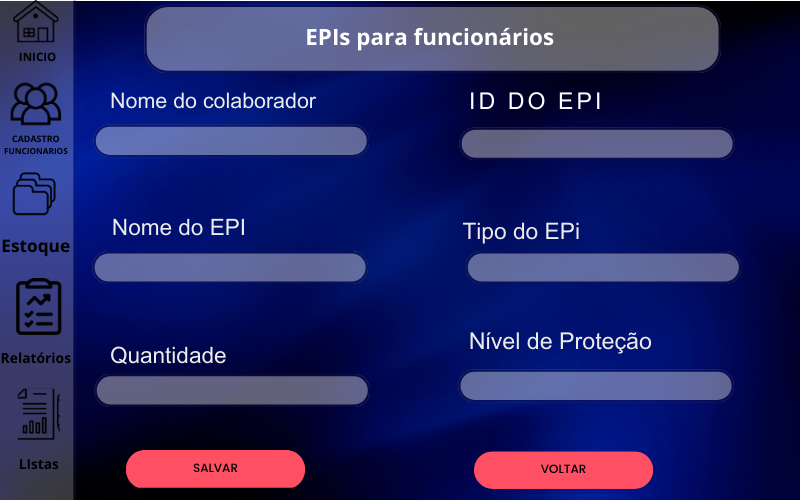 INICIO
CADASTRO
FUNCIONARIOS
Estoque
Relatórios
LIstas
EPIs para funcionários
Nome do colaborador
ID DO EPI
Nome do EPI
Tipo do EPi
Quantidade
Nível de Proteção
SALVAR
VOLTAR